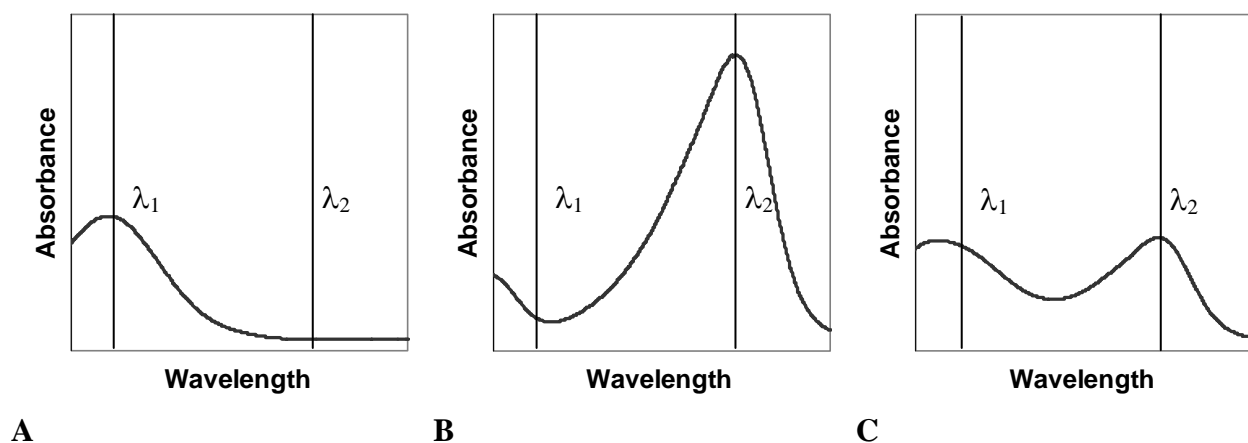 Absorbance
λ₁
λ₂
Wavelength
A
Absorbance
λ₁
λ₂
Wavelength
B
Absorbance
λ₁
λ₂
Wavelength
C